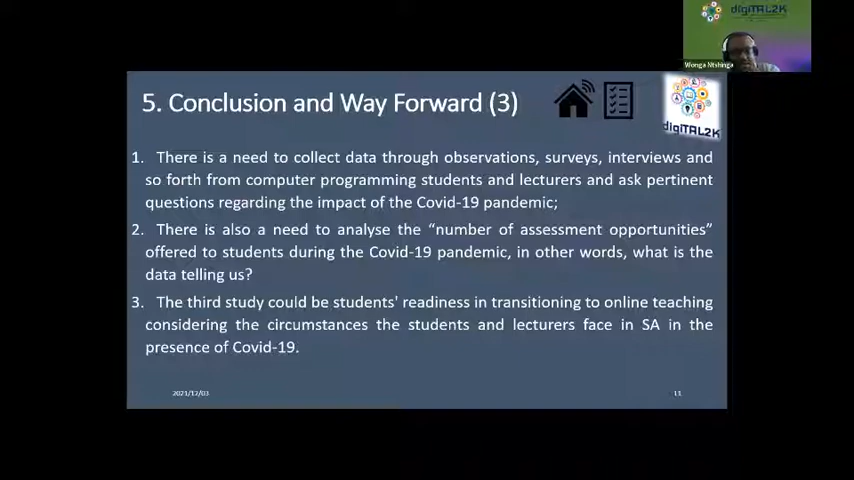 digiTAL2K
Wonga Ntshinga
5. Conclusion and Way Forward (3)
digiTAL2K
1. There is a need to collect data through observations, surveys, interviews and
so forth from computer programming students and lecturers and ask pertinent
questions regarding the impact of the Covid-19 pandemic;
2. There is also a need to analyse the “number of assessment opportunities”
offered to students during the Covid-19 pandemic, in other words, what is the
data telling us?
3. The third study could be students' readiness in transitioning to online teaching
considering the circumstances the students and lecturers face in SA in the
presence of Covid-19.
2021/12/03
11